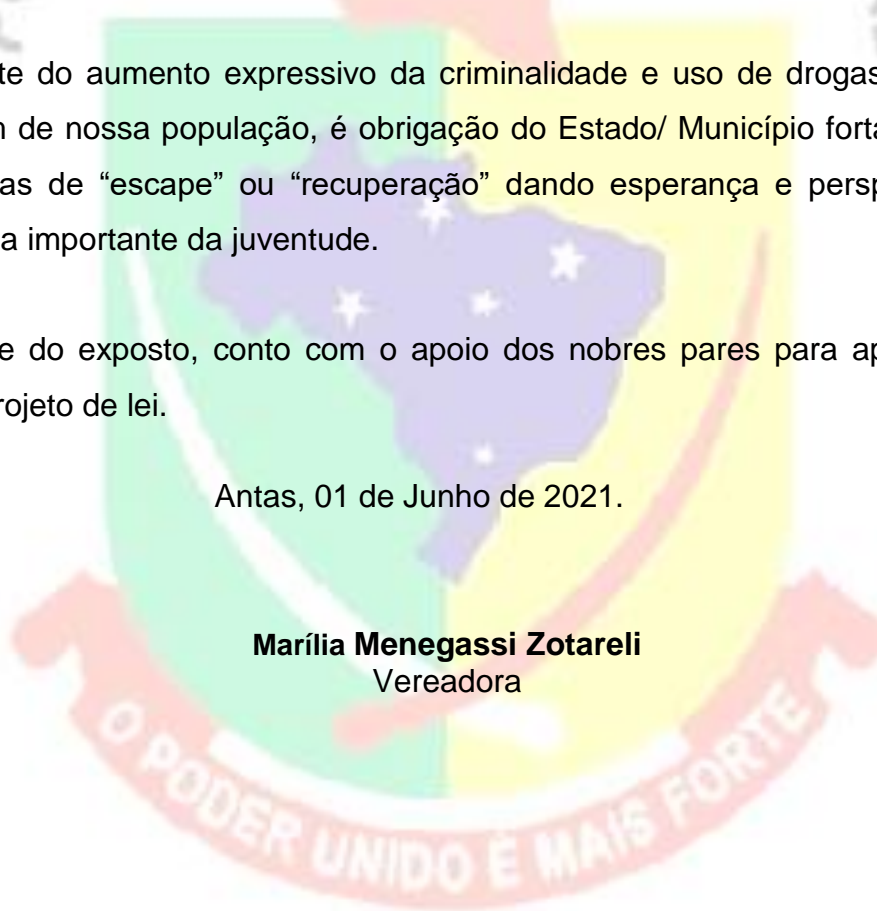 te do aumento expressivo da criminalidade e uso de drogas
de nossa população, é obrigação do Estado/ Município forta
as de “escape” ou “recuperação” dando esperança e persp
a importante da juventude.
e do exposto, conto com o apoio dos nobres pares para ap
rojeto de lei.
Antas, 01 de Junho de 2021.
Marília Menegassi Zotareli
Vereadora
O PODER UNIDO É MAIS FORTE